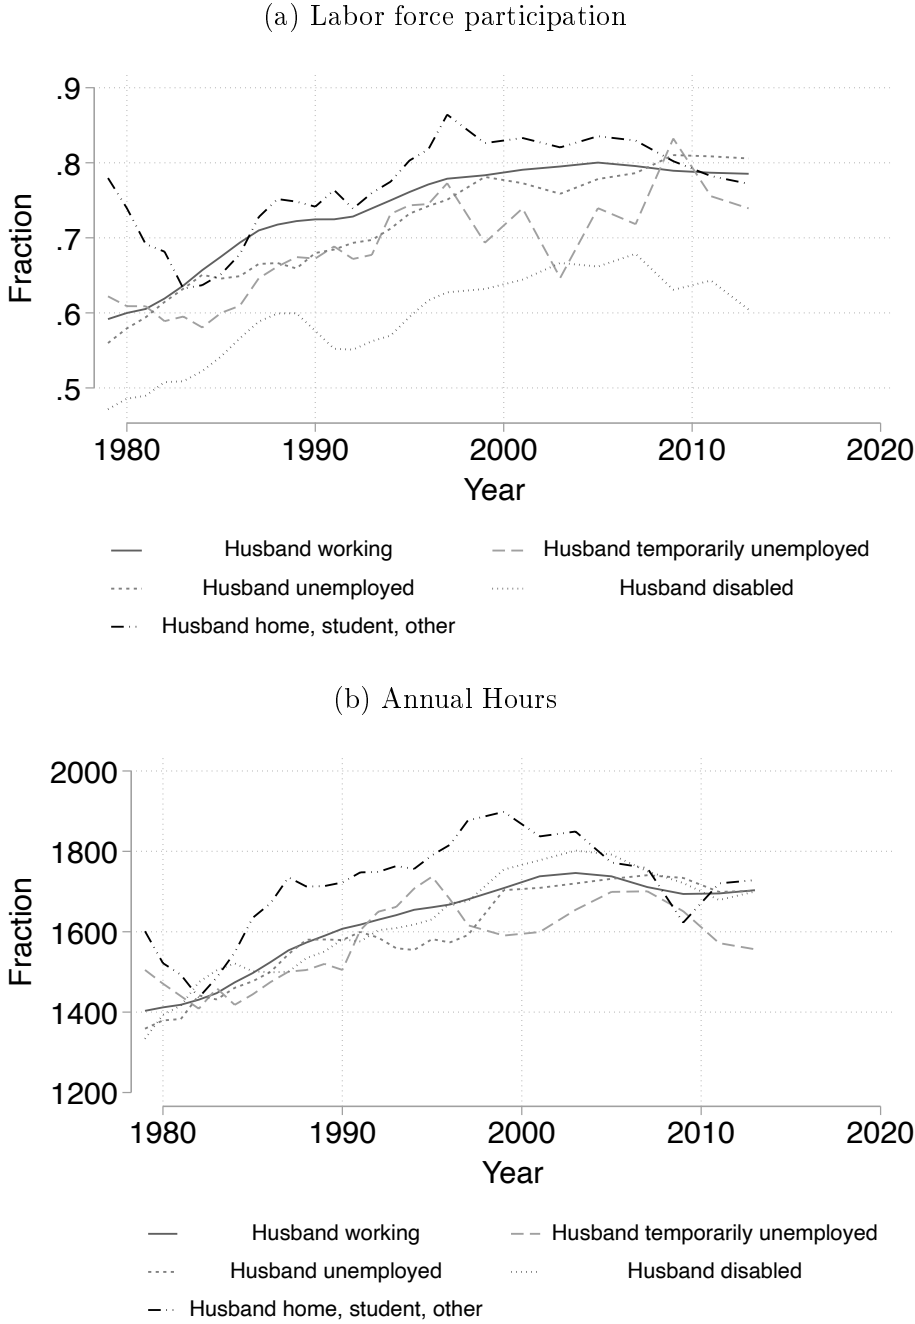 (a) Labor force participation
.9
.8
.7
.6
.5
Fraction
1980 1990 2000 2010 2020
Year
Husband working Husband temporarily unemployed
Husband unemployed Husband disabled
Husband home, student, other
(b) Annual Hours
2000
1800
1600
1400
1200
Fraction
1980 1990 2000 2010 2020
Year
Husband working Husband temporarily unemployed
Husband unemployed Husband disabled
Husband home, student, other